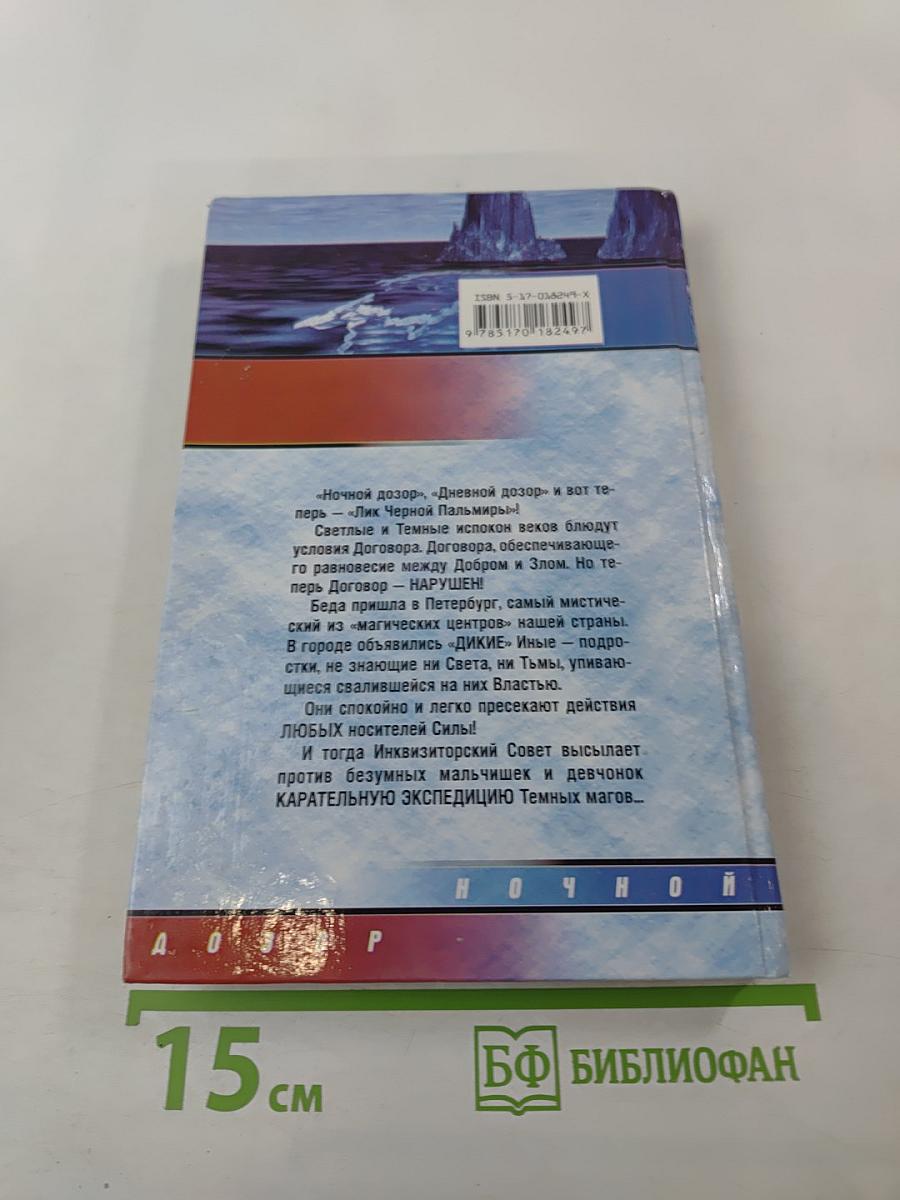 ISBN 5-17-018249-X
9 785170 182497
«Ночной дозор», «Дневной дозор» и вот те-
перь — «Лик Черной Пальмиры»!
Светлые и Темные испокон веков блюдут
условия Договора. Договора, обеспечивающе-
го равновесие между Добром и Злом. Но те-
перь Договор — НАРУШЕН!
Беда пришла в Петербург, самый мистиче-
ский из «магических центров» нашей страны.
В городе объявились «ДИКИЕ» Иные — подро-
стки, не знающие ни Света, ни Тьмы, упиваю-
щиеся свалившейся на них Властью.
Они спокойно и легко пресекают действия
ЛЮБЫХ носителей Силы!
И тогда Инквизиторский Совет высылает
против безумных мальчишек и девчонок
КАРАТЕЛЬНУЮ ЭКСПЕДИЦИЮ Темных магов...
НОЧНОЙ
ДОЗОР
15 см
БФ БИБЛИОФАН